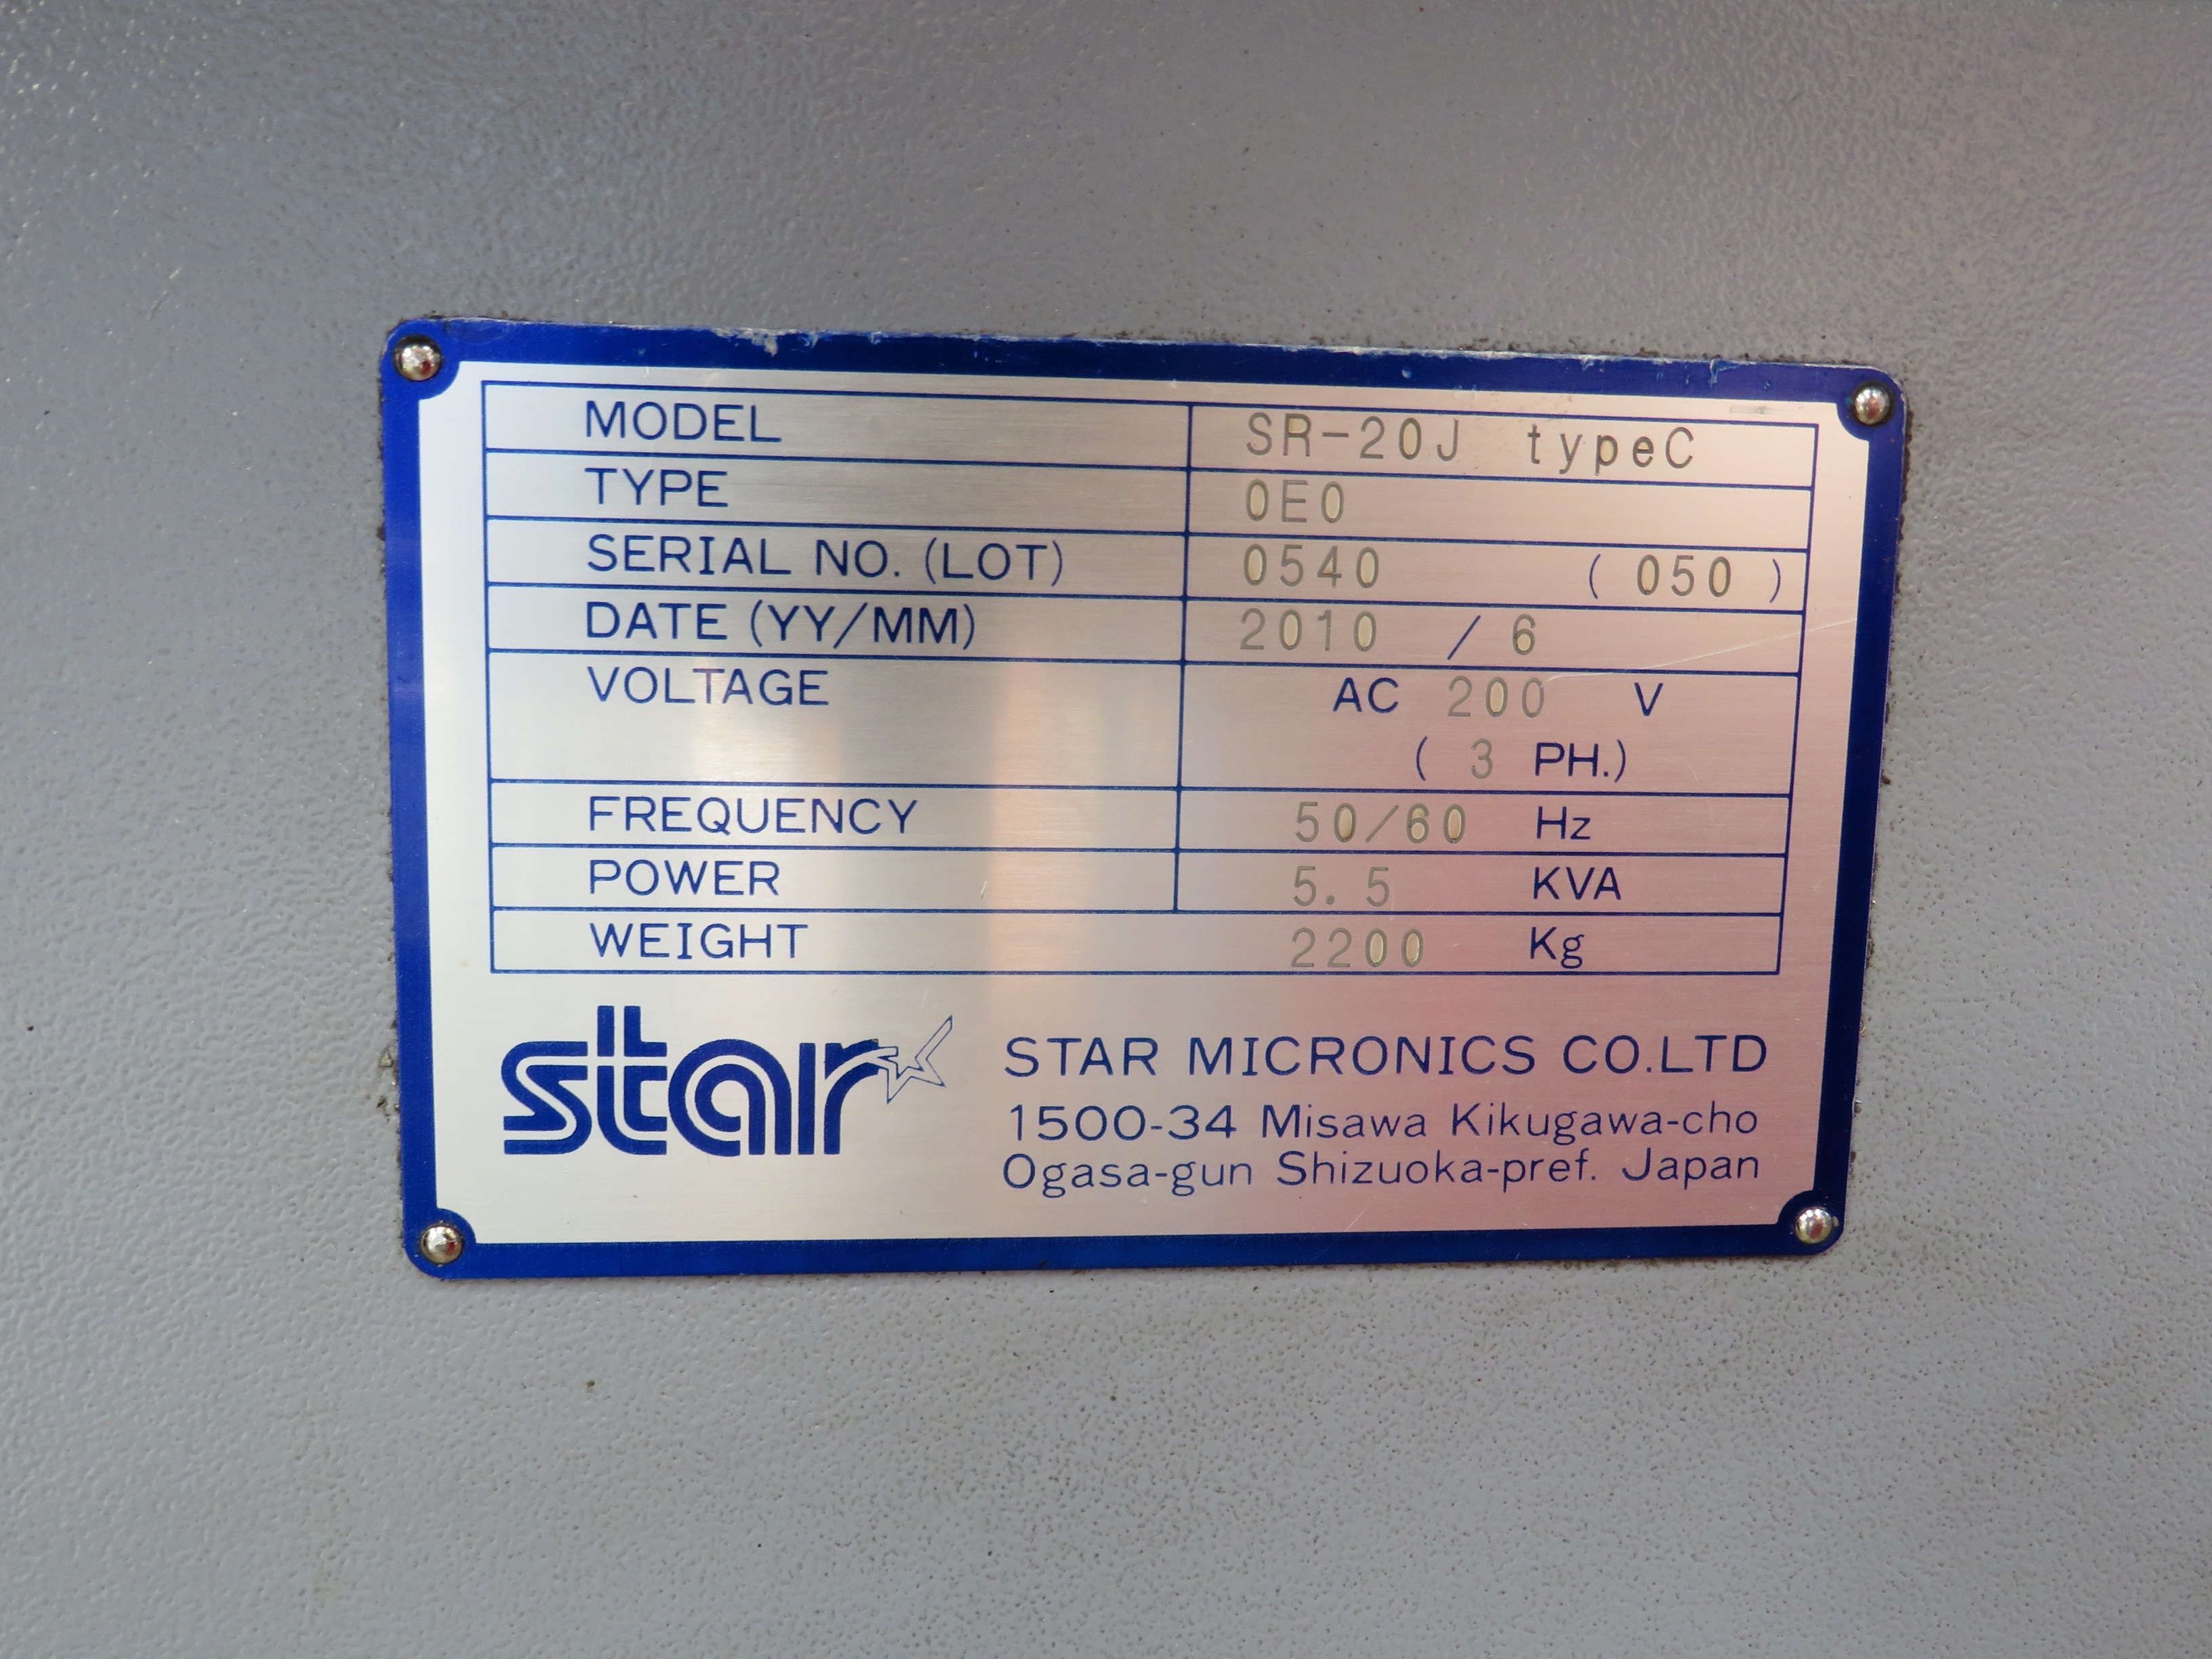 MODEL SR-20J typeC
TYPE 0E0
SERIAL NO. (LOT) 0540 ( 050 )
DATE (YY/MM) 2010 / 6
VOLTAGE AC 200 V
( 3 PH.)
FREQUENCY 50/60 Hz
POWER 5.5 KVA
WEIGHT 2200 Kg
star STAR MICRONICS CO.LTD
1500-34 Misawa Kikugawa-cho
Ogasa-gun Shizuoka-pref. Japan